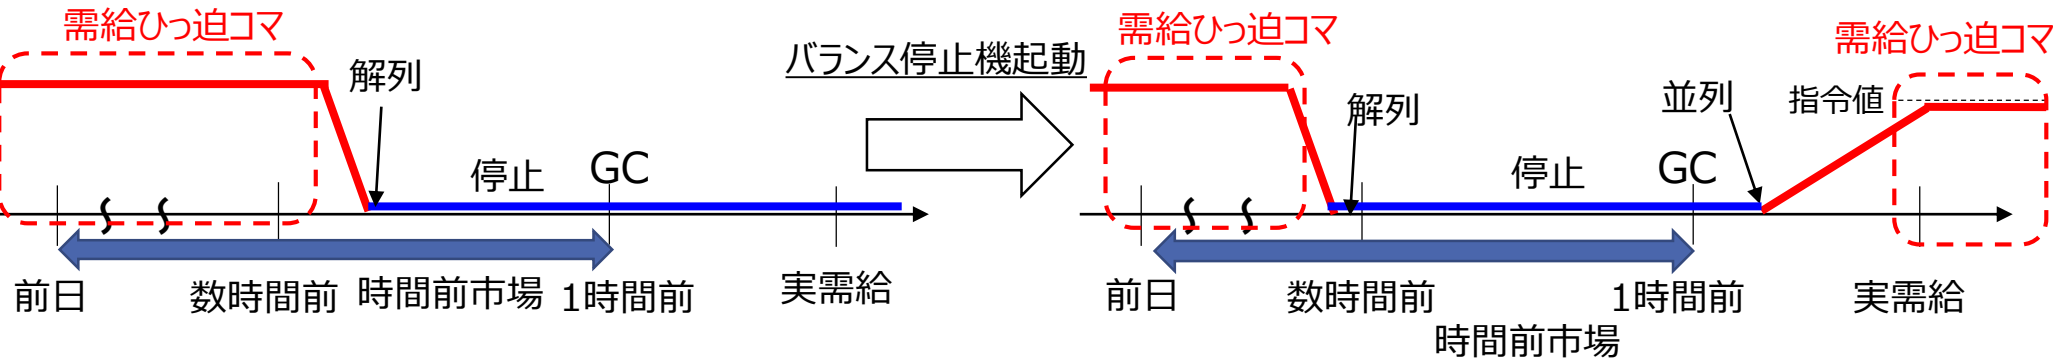 需給ひっ迫コマ
解列
停止
GC
前日
数時間前
時間前市場
1時間前
実需給
バランス停止機起動
需給ひっ迫コマ
解列
停止
GC
並列
指令値
需給ひっ迫コマ
前日
数時間前
1時間前
実需給
時間前市場